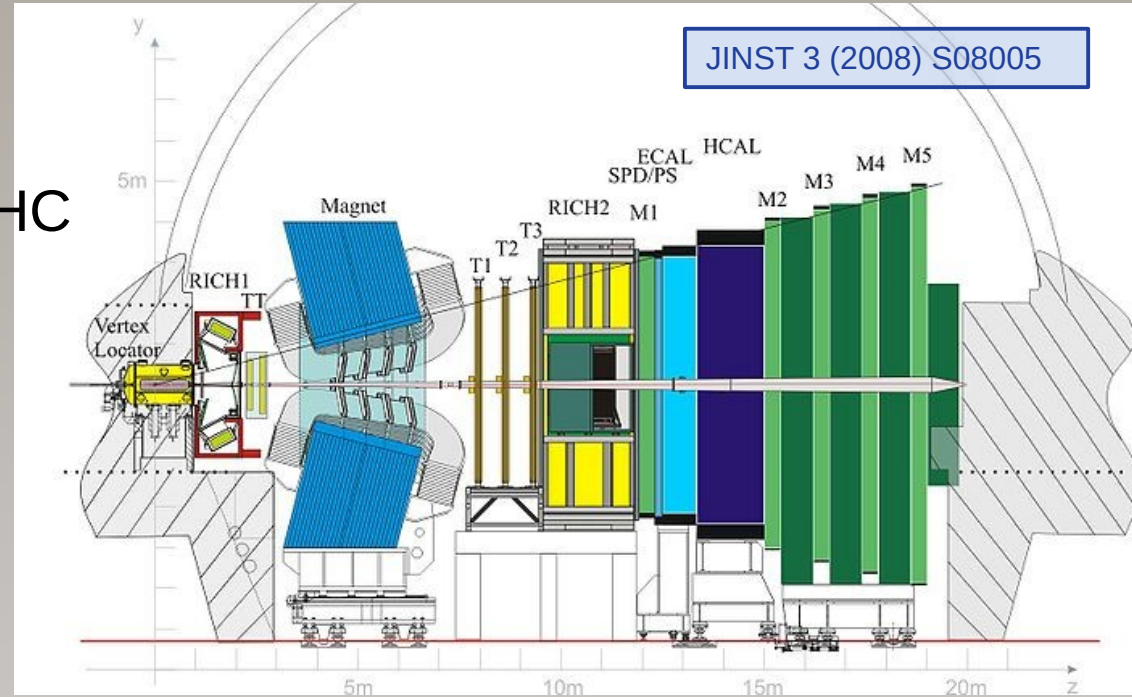 y
JINST 3 (2008) S08005
HC
5m
Magnet
RICH1
TT
Vertex
Locator
T1
T2
T3
RICH2
M1
SPD/PS
ECAL
HCAL
M2
M3
M4
M5
5m
10m
15m
20m
z